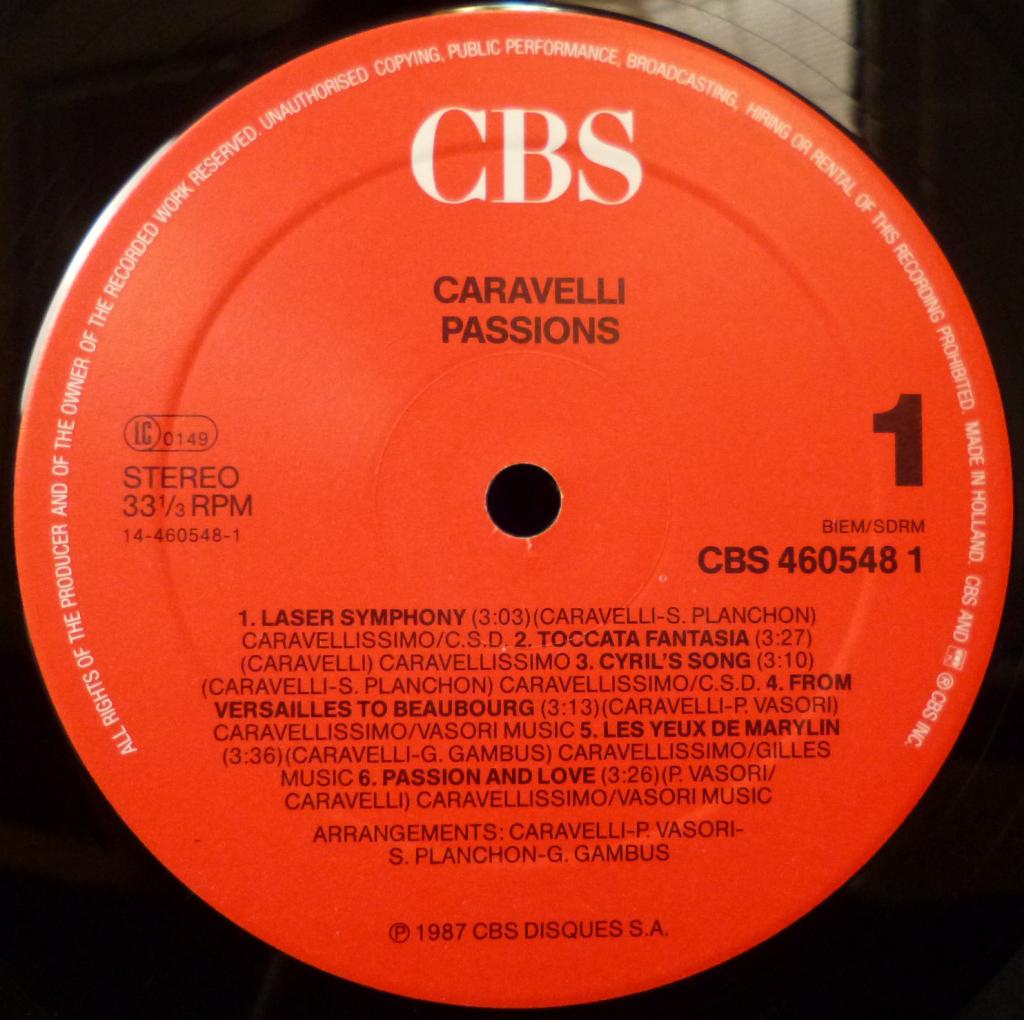 ALL RIGHTS OF THE PRODUCER AND OF THE OWNER OF THE RECORDED WORK RESERVED. UNAUTHORISED COPYING, PUBLIC PERFORMANCE, BROADCASTING, HIRING OR RENTAL OF THIS RECORDING PROHIBITED. MADE IN HOLLAND. CBS AND ℗ CBS INC.
CBS
CARAVELLI
PASSIONS
LC 0149
STEREO
33 1/3 RPM
14-460548-1
1
BIEM/SDRM
CBS 460548 1
1. LASER SYMPHONY (3:03)(CARAVELLI-S. PLANCHON)
CARAVELLISSIMO/C.S.D. 2. TOCCATA FANTASIA (3:27)
(CARAVELLI) CARAVELLISSIMO 3. CYRIL'S SONG (3:10)
(CARAVELLI-S. PLANCHON) CARAVELLISSIMO/C.S.D. 4. FROM
VERSAILLES TO BEAUBOURG (3:13)(CARAVELLI-P. VASORI)
CARAVELLISSIMO/VASORI MUSIC 5. LES YEUX DE MARYLIN
(3:36)(CARAVELLI-G. GAMBUS) CARAVELLISSIMO/GILLES
MUSIC 6. PASSION AND LOVE (3:26)(P. VASORI/
CARAVELLI) CARAVELLISSIMO/VASORI MUSIC
ARRANGEMENTS: CARAVELLI-P. VASORI-
S. PLANCHON-G. GAMBUS
℗ 1987 CBS DISQUES S.A.